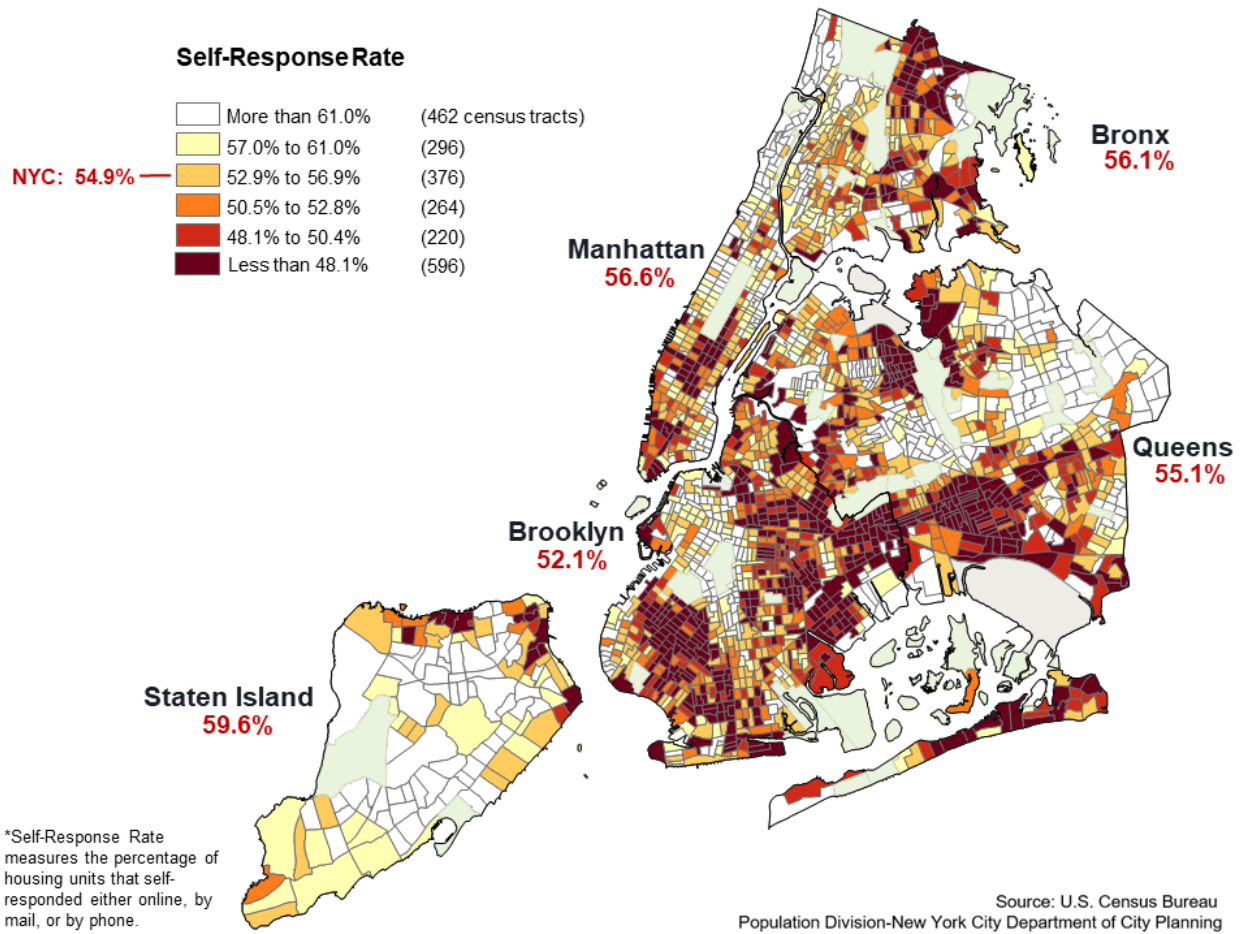 Self-Response Rate
More than 61.0% (462 census tracts)
57.0% to 61.0% (296)
NYC: 54.9% 52.9% to 56.9% (376)
50.5% to 52.8% (264)
48.1% to 50.4% (220)
Less than 48.1% (596)
Bronx
56.1%
Manhattan
56.6%
Queens
55.1%
Brooklyn
52.1%
Staten Island
59.6%
*Self-Response Rate
measures the percentage of
housing units that self-
responded either online, by
mail, or by phone.
Source: U.S. Census Bureau
Population Division-New York City Department of City Planning